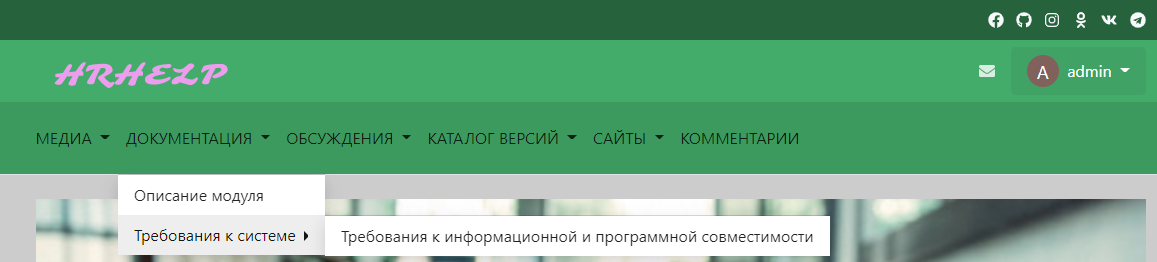 HRHELP
A admin
МЕДИА ДОКУМЕНТАЦИЯ ОБСУЖДЕНИЯ КАТАЛОГ ВЕРСИЙ САЙТЫ КОММЕНТАРИИ
Описание модуля
Требования к системе Требования к информационной и программной совместимости